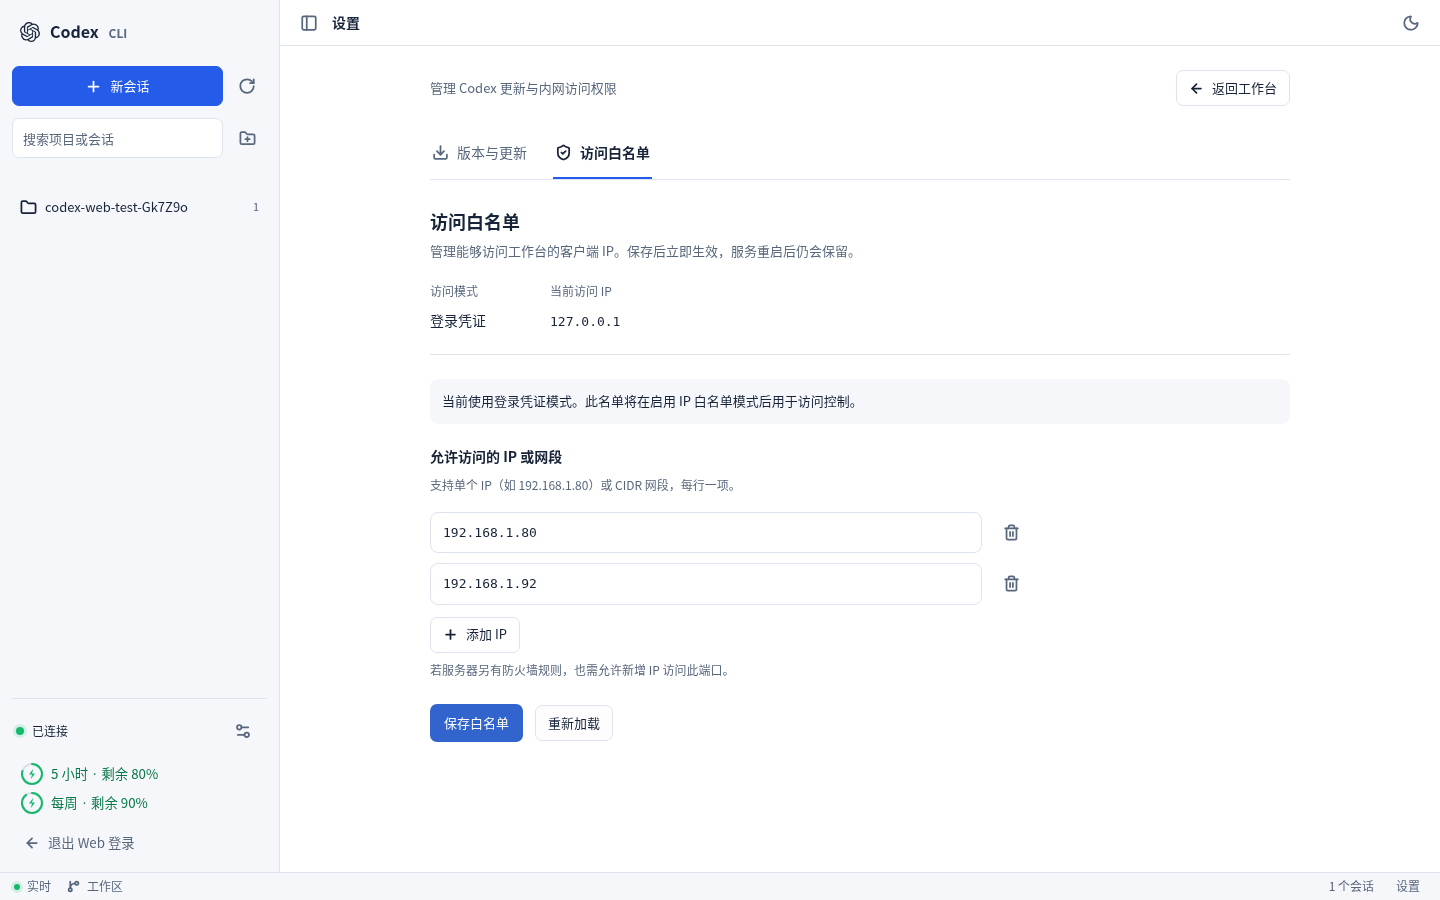 Codex CLI
新会话
搜索项目或会话
codex-web-test-Gk7Z9o 1
已连接
5 小时 · 剩余 80%
每周 · 剩余 90%
退出 Web 登录
设置
管理 Codex 更新与内网访问权限
返回工作台
版本与更新
访问白名单
访问白名单
管理能够访问工作台的客户端 IP。保存后立即生效，服务重启后仍会保留。
访问模式
登录凭证
当前访问 IP
127.0.0.1
当前使用登录凭证模式。此名单将在启用 IP 白名单模式后用于访问控制。
允许访问的 IP 或网段
支持单个 IP（如 192.168.1.80）或 CIDR 网段，每行一项。
192.168.1.80
192.168.1.92
添加 IP
若服务器另有防火墙规则，也需允许新增 IP 访问此端口。
保存白名单
重新加载
实时
工作区
1 个会话
设置